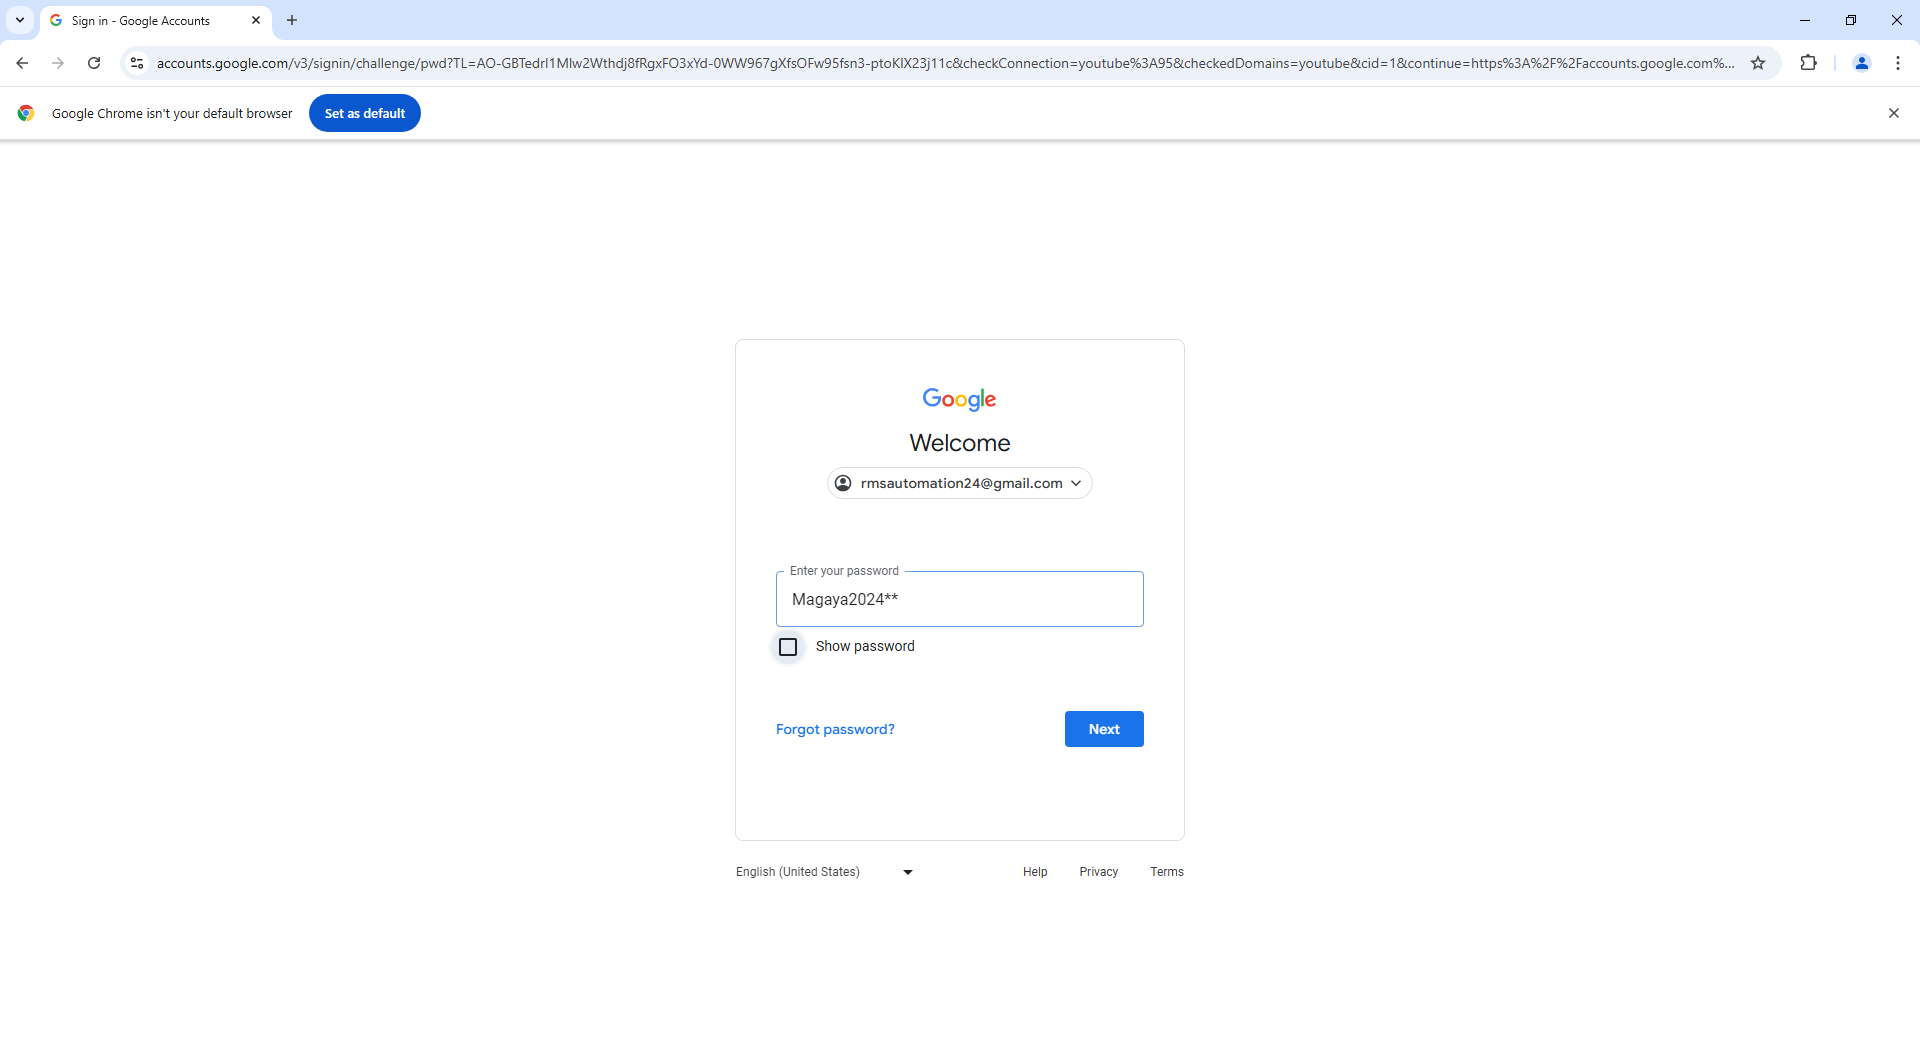 Sign in - Google Accounts
accounts.google.com/v3/signin/challenge/pwd?TL=AO-GBTedrI1MIw2Wthdj8fRgxFO3xYd-0WW967gXfsOFw95fsn3-ptoKIX23j11c&checkConnection=youtube%3A95&checkedDomains=youtube&cid=1&continue=https%3A%2F%2Faccounts.google.com%...
Google Chrome isn't your default browser
Set as default
Google
Welcome
rmsautomation24@gmail.com
Enter your password
Magaya2024**
Show password
Forgot password?
Next
English (United States)
Help
Privacy
Terms